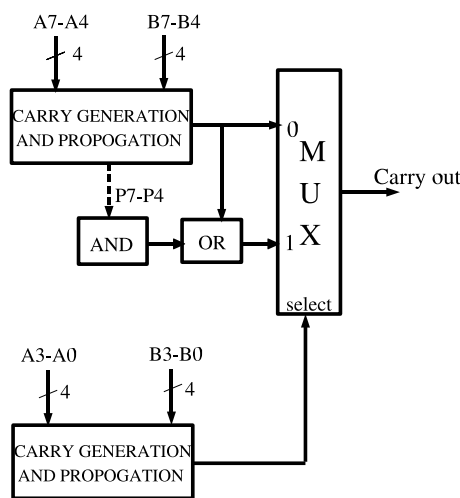 A7-A4 B7-B4
4 4
CARRY GENERATION
AND PROPOGATION
0
M
U
X
Carry out
P7-P4
AND
OR
1
select
A3-A0 B3-B0
4 4
CARRY GENERATION
AND PROPOGATION